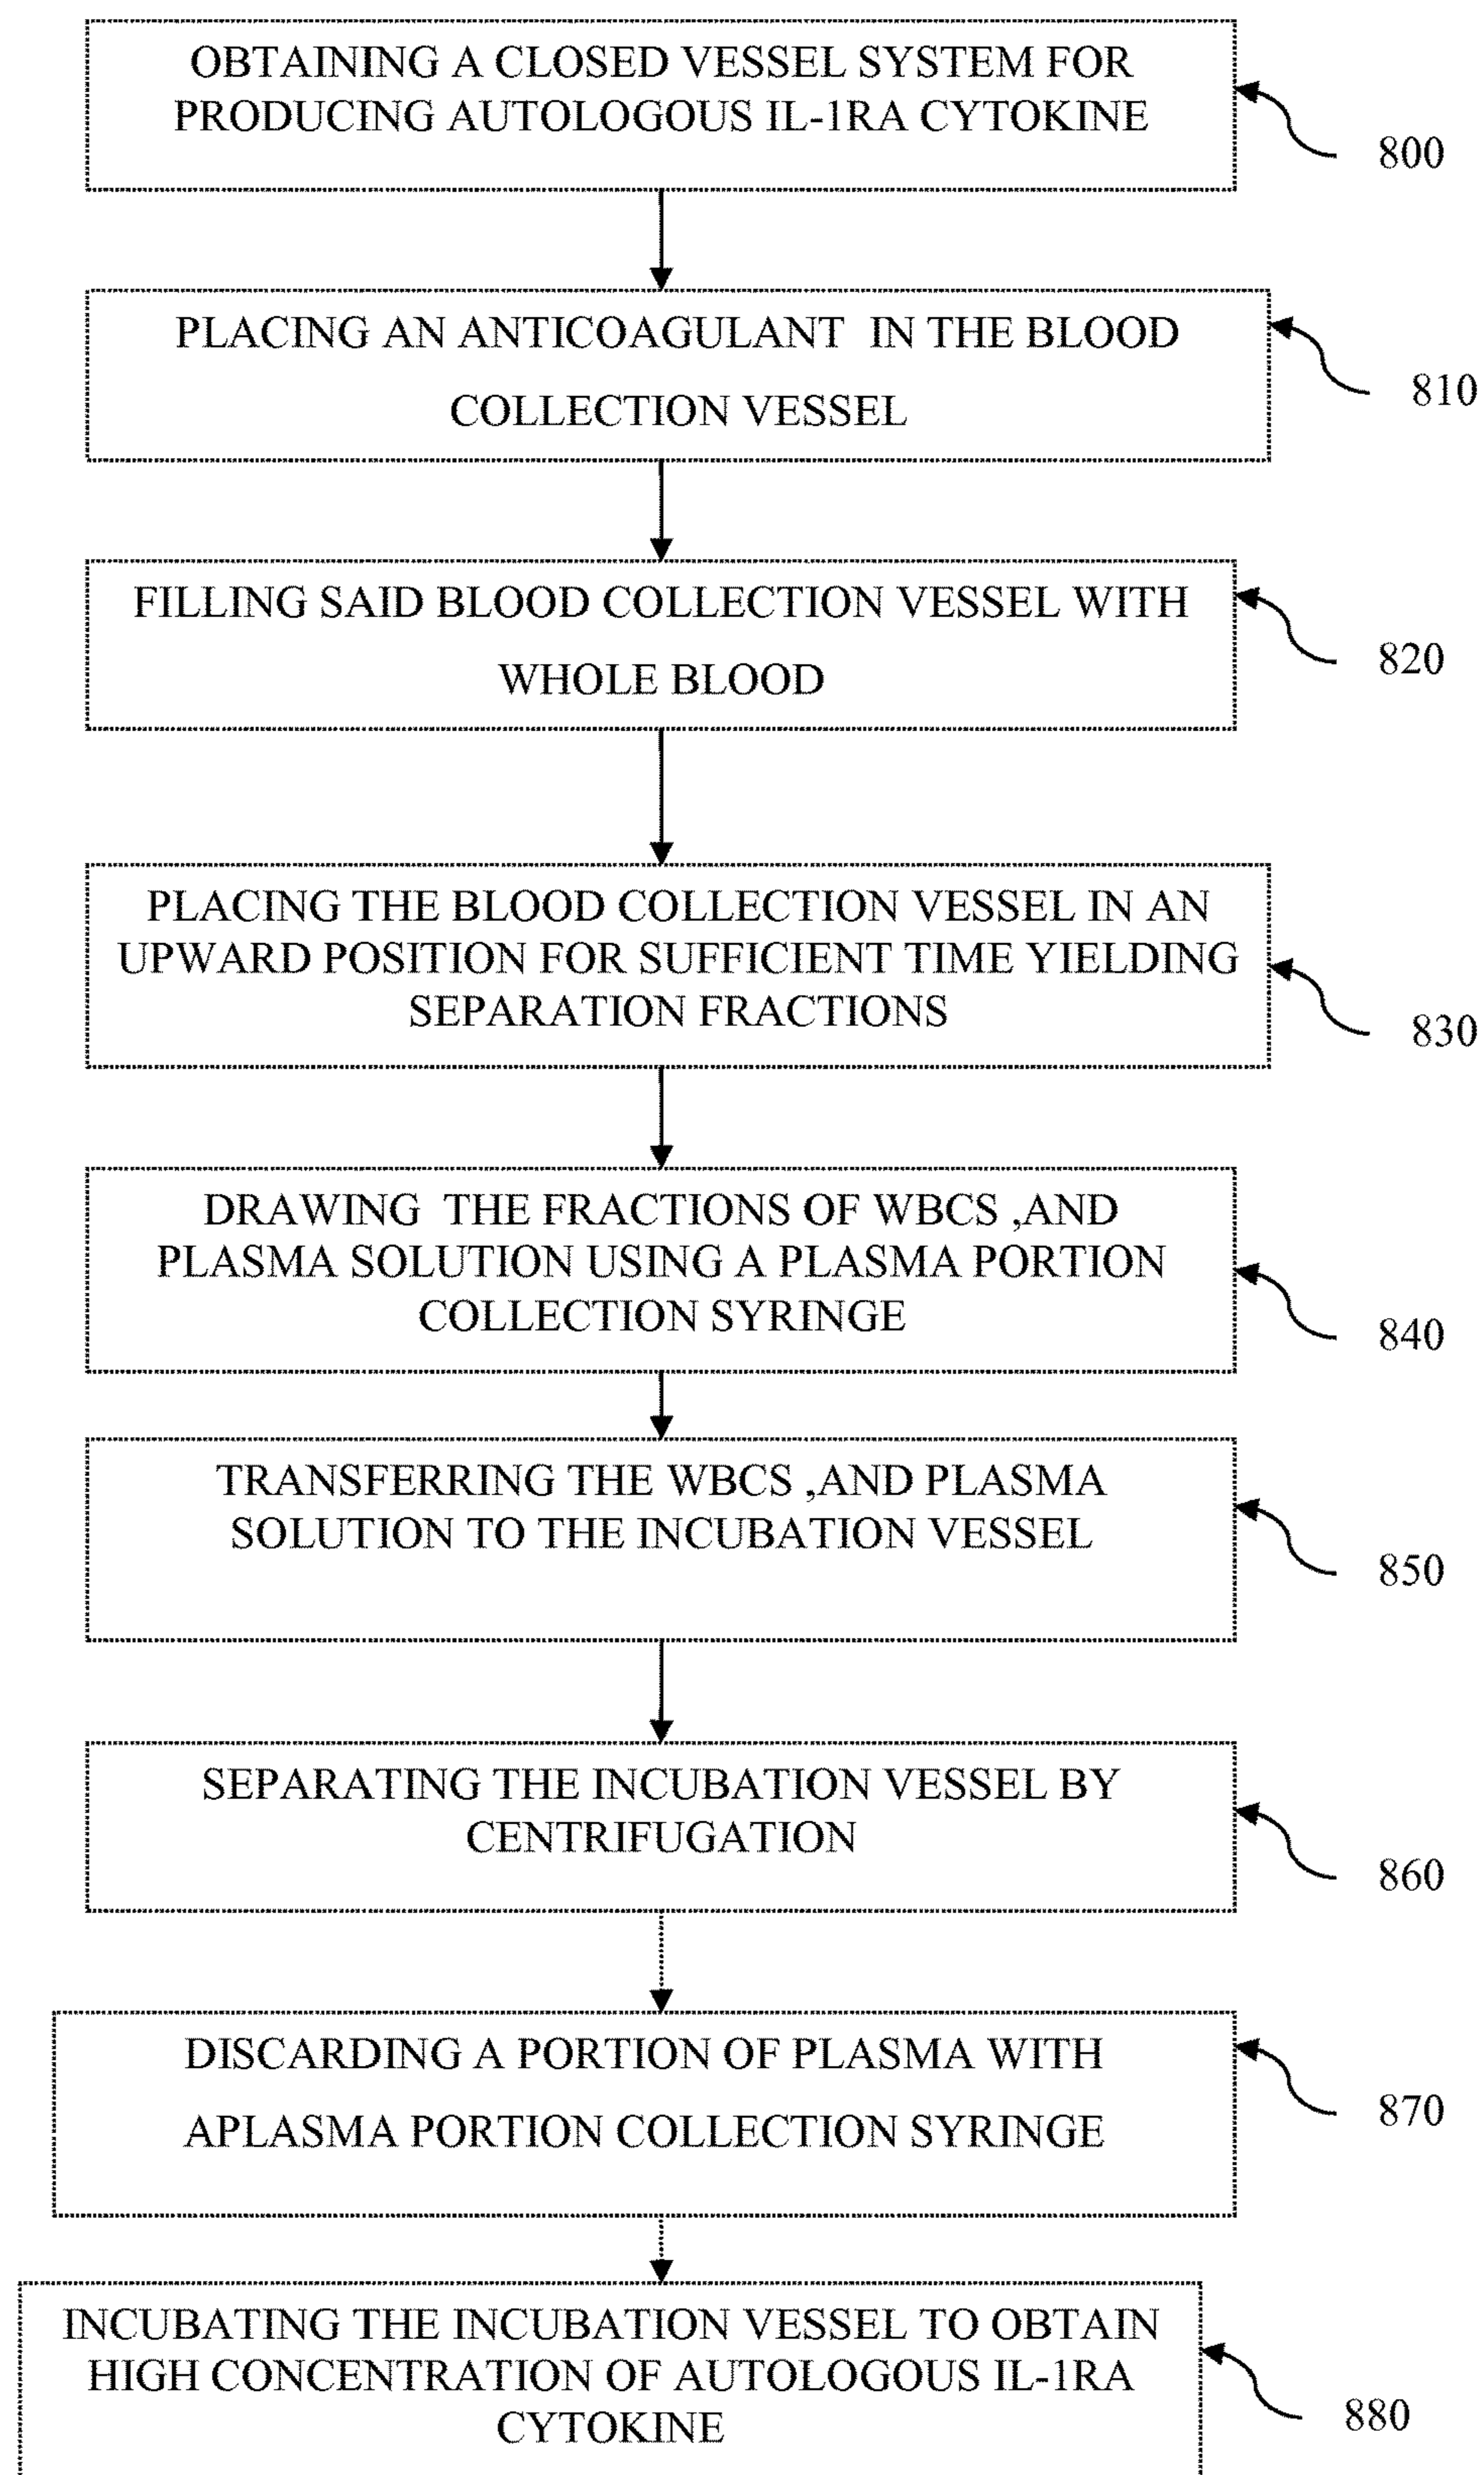 OBTAINING A CLOSED VESSEL SYSTEM FOR
PRODUCING AUTOLOGOUS IL-1RA CYTOKINE
800
PLACING AN ANTICOAGULANT IN THE BLOOD
COLLECTION VESSEL
810
FILLING SAID BLOOD COLLECTION VESSEL WITH
WHOLE BLOOD
820
PLACING THE BLOOD COLLECTION VESSEL IN AN
UPWARD POSITION FOR SUFFICIENT TIME YIELDING
SEPARATION FRACTIONS
830
DRAWING THE FRACTIONS OF WBCS ,AND
PLASMA SOLUTION USING A PLASMA PORTION
COLLECTION SYRINGE
840
TRANSFERRING THE WBCS ,AND PLASMA
SOLUTION TO THE INCUBATION VESSEL
850
SEPARATING THE INCUBATION VESSEL BY
CENTRIFUGATION
860
DISCARDING A PORTION OF PLASMA WITH
APLASMA PORTION COLLECTION SYRINGE
870
INCUBATING THE INCUBATION VESSEL TO OBTAIN
HIGH CONCENTRATION OF AUTOLOGOUS IL-1RA
CYTOKINE
880